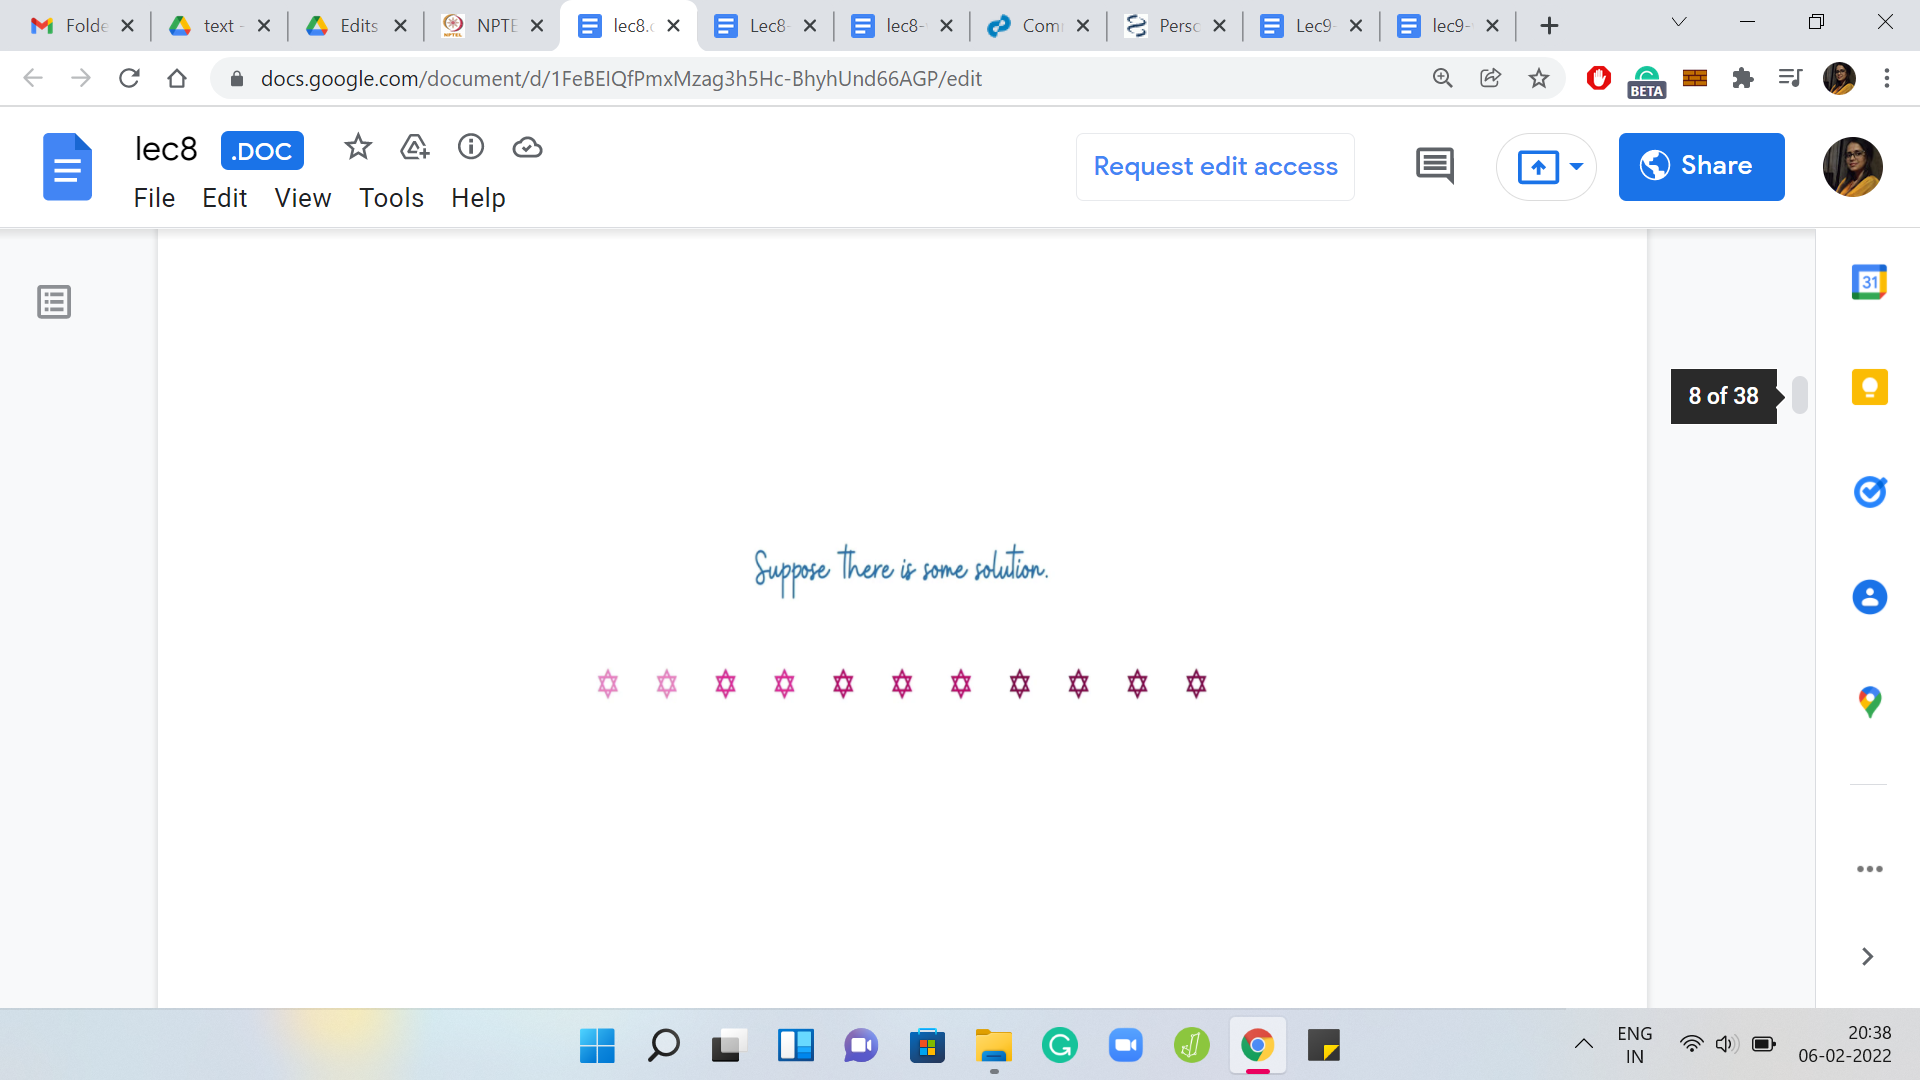 Folde
text -
Edits
NPTE
lec8.
Lec8-
lec8-
Com
Perso
Lec9-
lec9-
docs.google.com/document/d/1FeBEIQfPmxMzag3h5Hc-BhyhUnd66AGP/edit
BETA
lec8 .DOC
Request edit access
Share
File Edit View Tools Help
31
8 of 38
Suppose there is some solution.
ENG
IN
20:38
06-02-2022